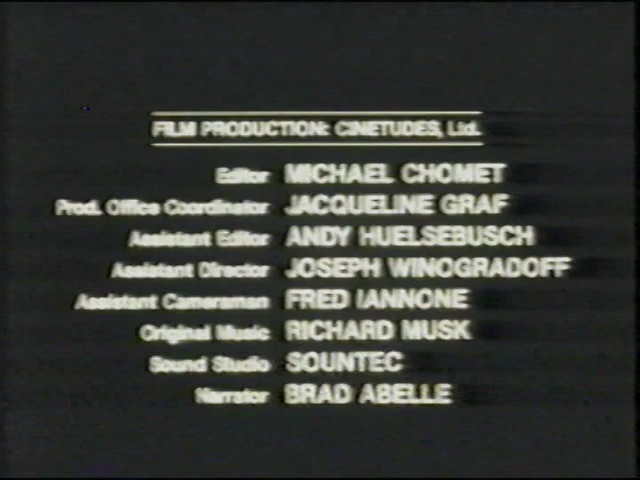 FILM PRODUCTION: CINETUDES, Ltd.
Editor MICHAEL CHOMET
Prod. Office Coordinator JACQUELINE GRAF
Assistant Editor ANDY HUELSEBUSCH
Assistant Director JOSEPH WINOGRADOFF
Assistant Cameraman FRED IANNONE
Original Music RICHARD MUSK
Sound Studio SOUNTEC
Narrator BRAD ABELLE